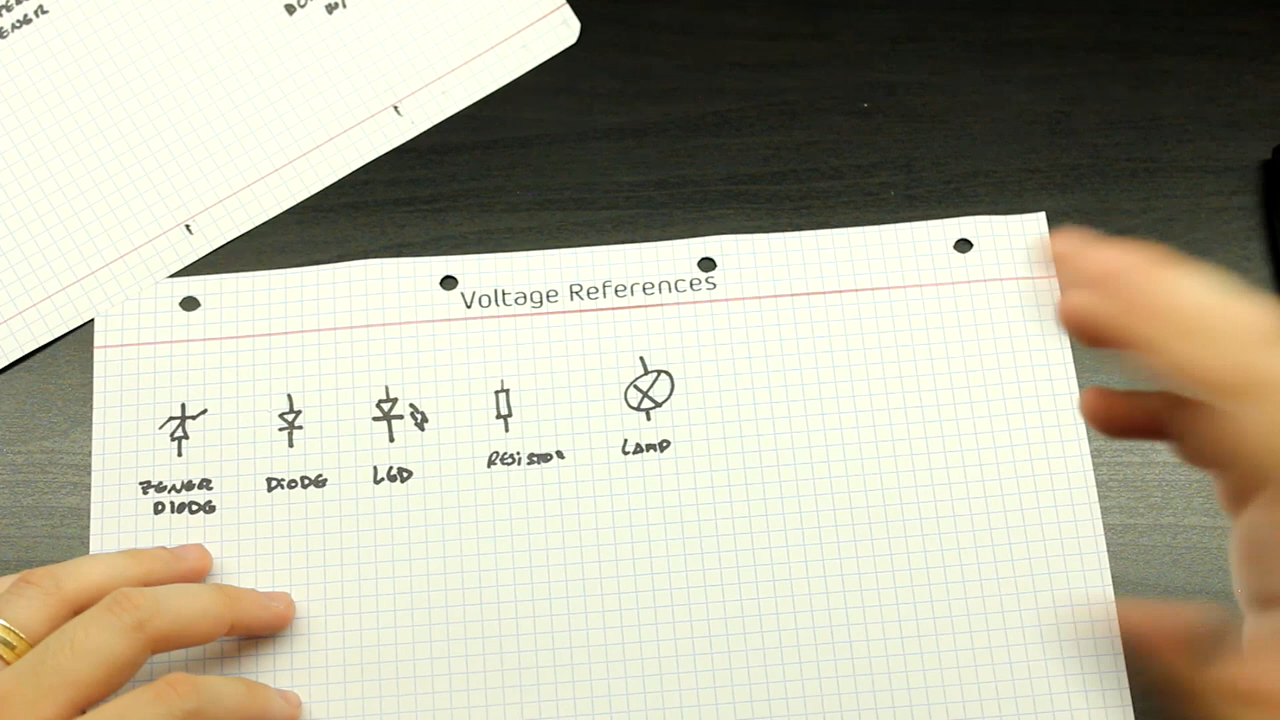 Voltage References
ZENER
DIODE
DIODE
LED
RESISTOR
LAMP